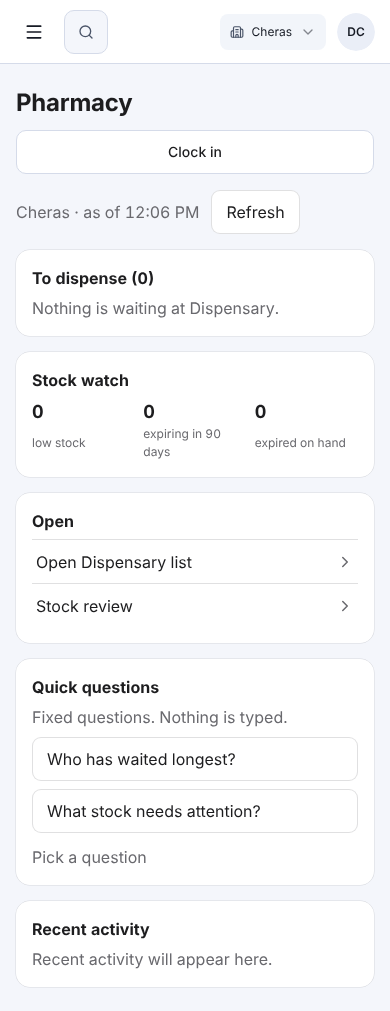 Cheras
DC
Pharmacy
Clock in
Cheras · as of 12:06 PM
Refresh
To dispense (0)
Nothing is waiting at Dispensary.
Stock watch
0
low stock
0
expiring in 90
days
0
expired on hand
Open
Open Dispensary list
Stock review
Quick questions
Fixed questions. Nothing is typed.
Who has waited longest?
What stock needs attention?
Pick a question
Recent activity
Recent activity will appear here.